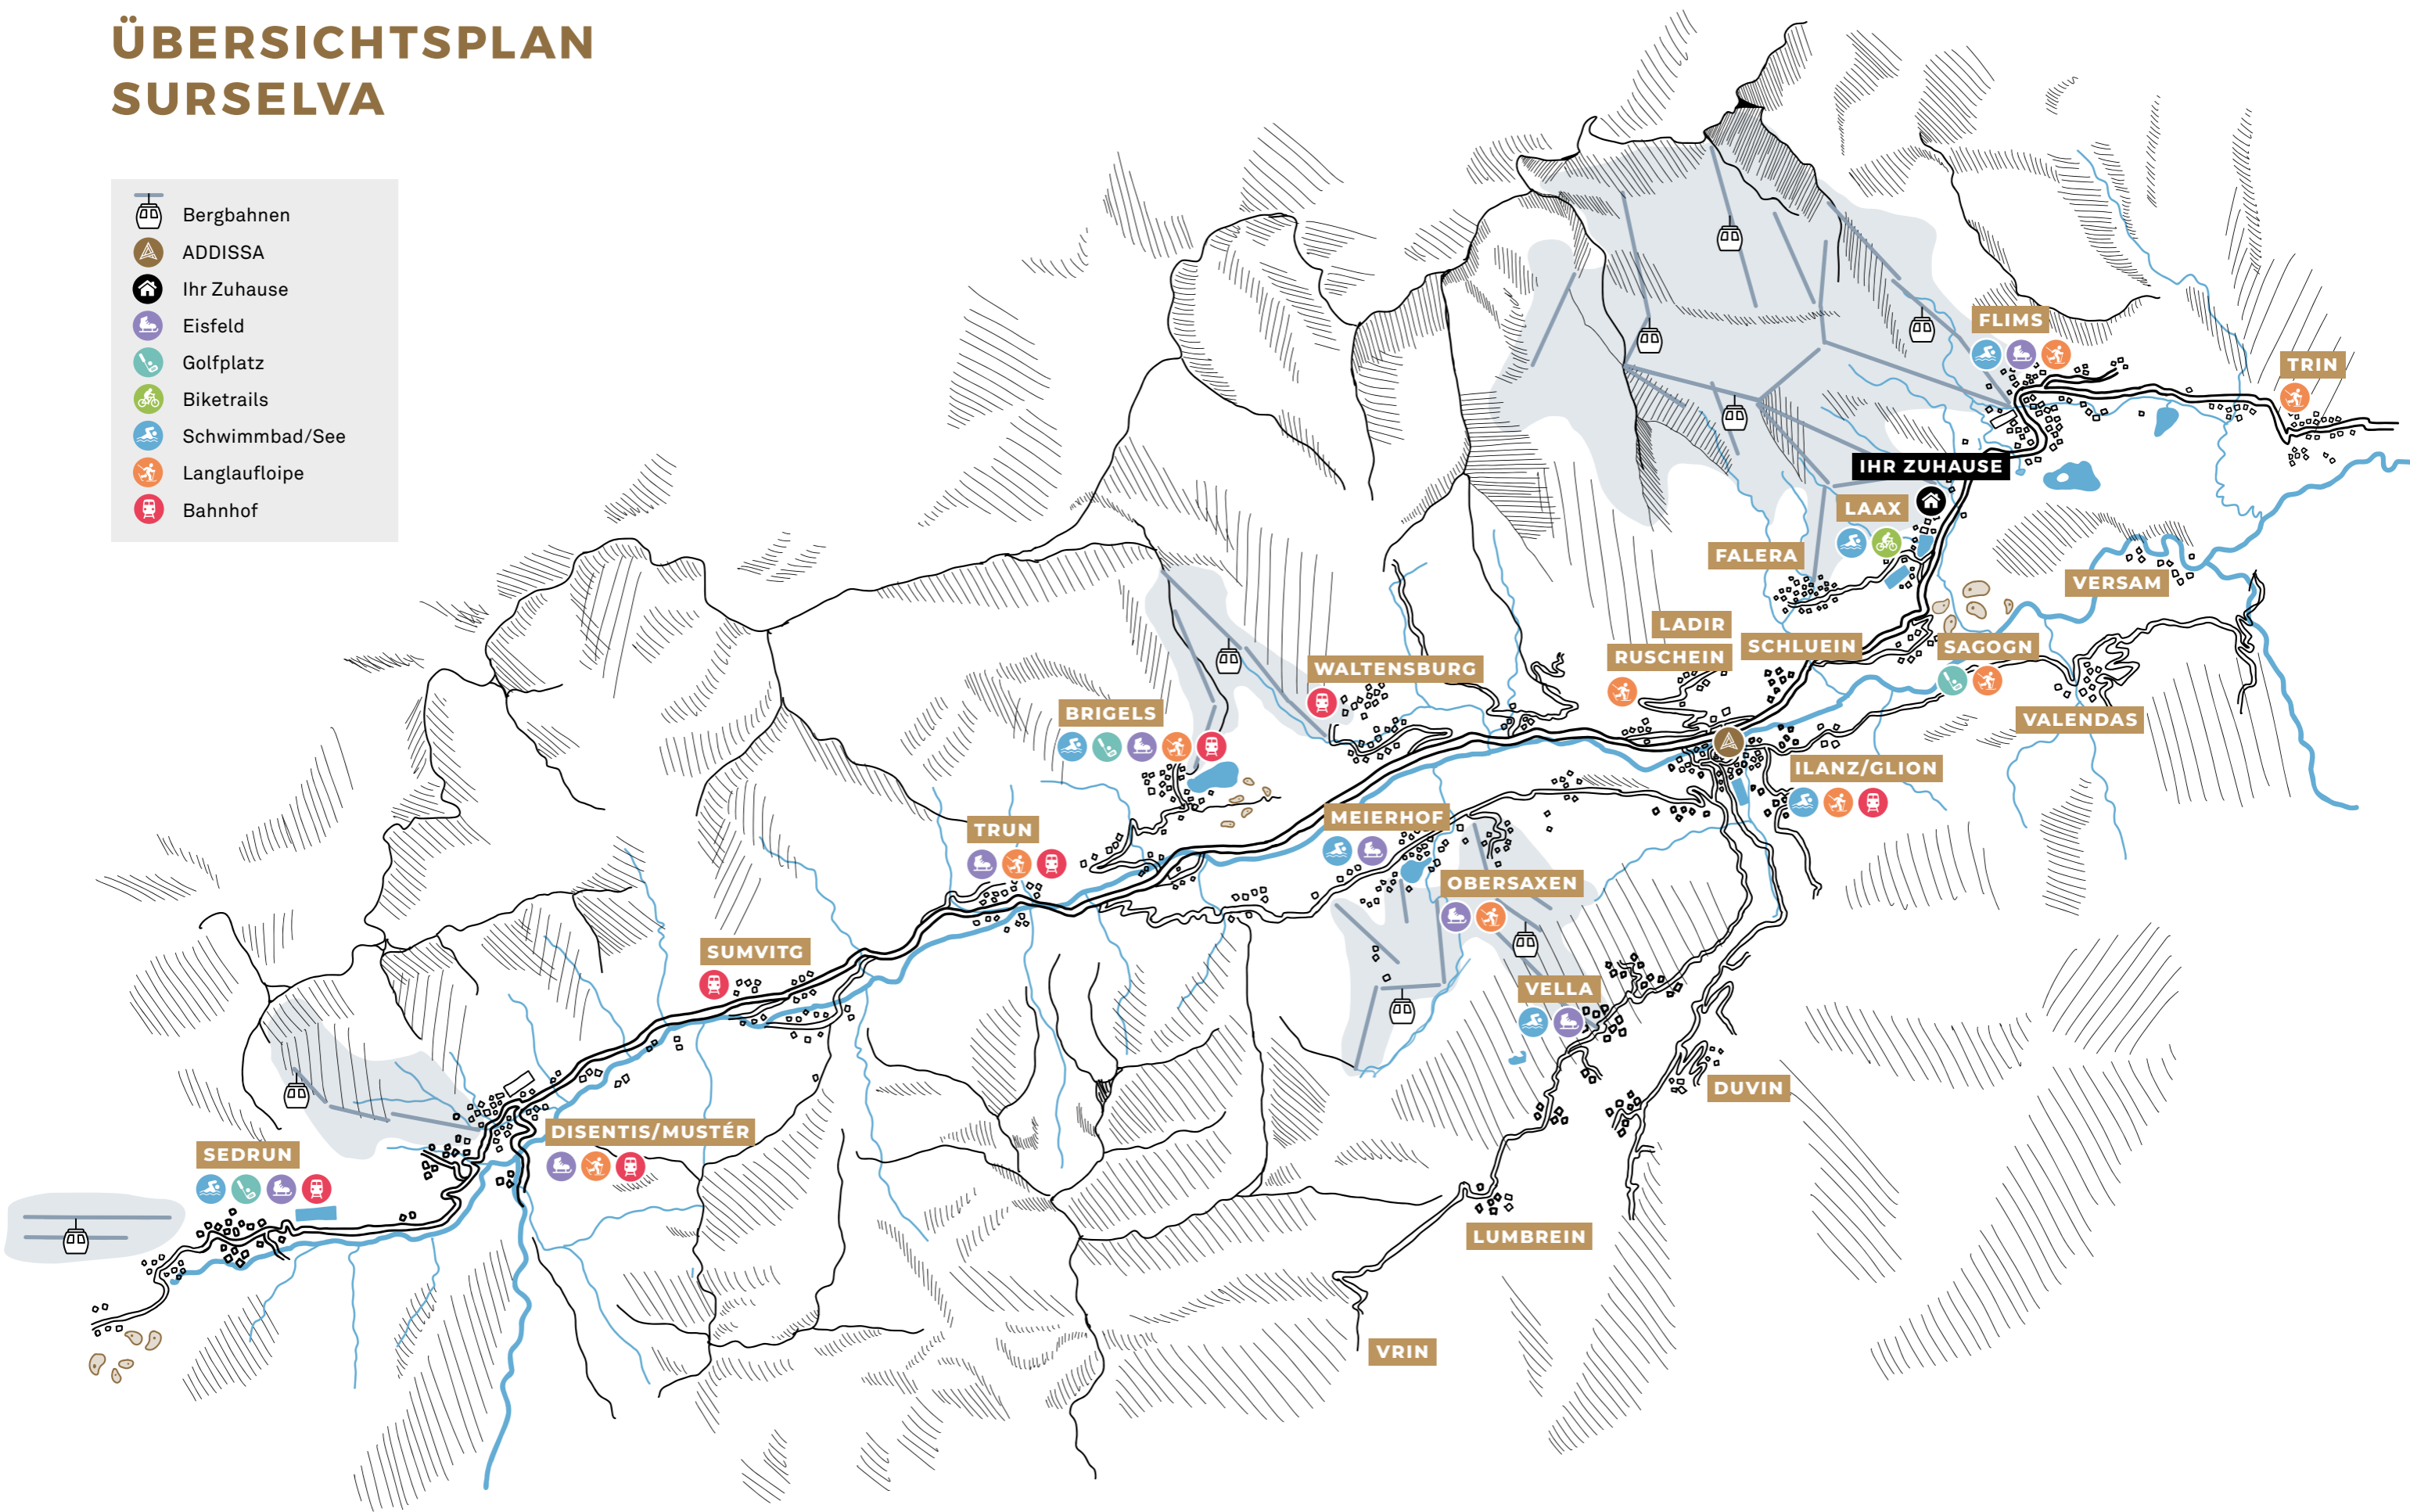 ÜBERSICHTSPLAN
SURSELVA
Bergbahnen
ADDISSA
Ihr Zuhause
Eisfeld
Golfplatz
Biketrails
Schwimmbad/See
Langlaufloipe
Bahnhof
FLIMS
TRIN
IHR ZUHAUSE
LAAX
FALERA
VERSAM
LADIR
RUSCHEIN
SCHLUEIN
SAGOGN
WALTENSBURG
BRIGELS
VALENDAS
ILANZ/GLION
MEIERHOF
TRUN
OBERSAXEN
SUMVITG
VELLA
DUVIN
DISENTIS/MUSTÉR
SEDRUN
LUMBREIN
VRIN